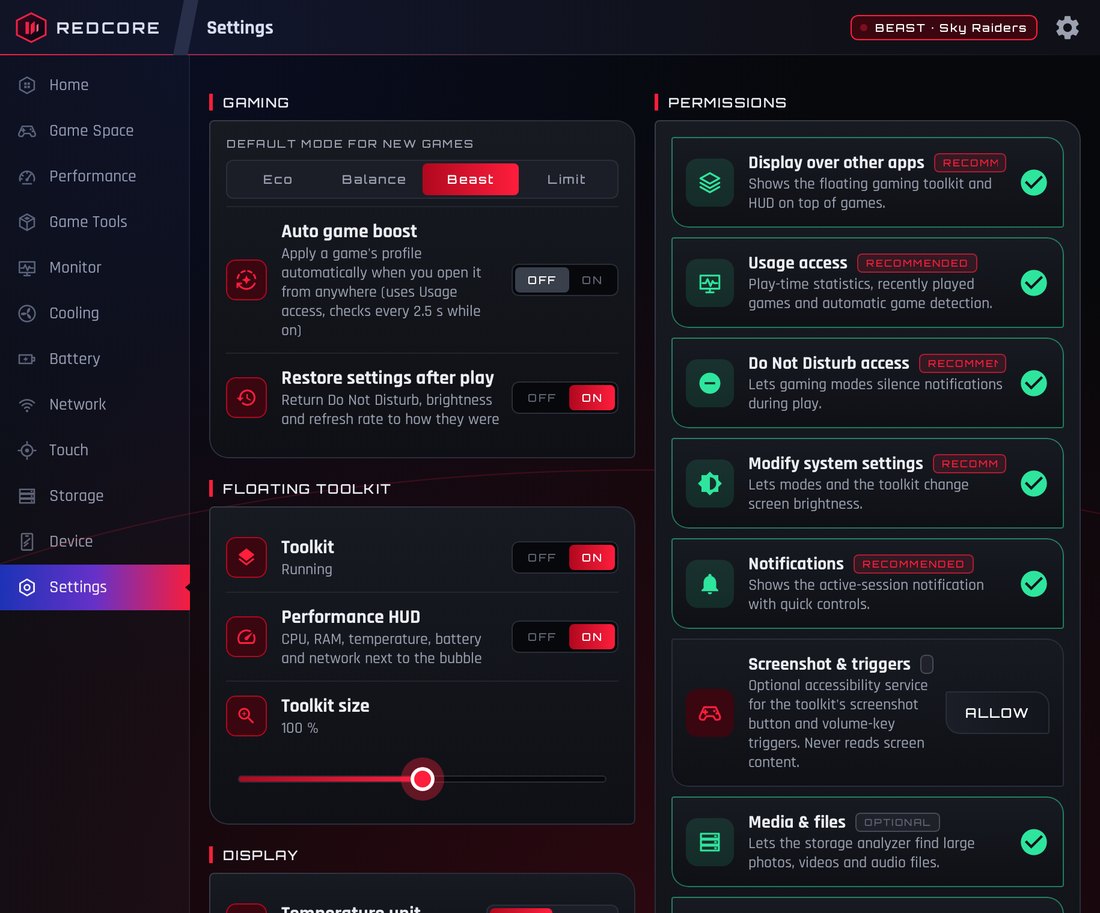 REDCORE
Settings
BEAST · Sky Raiders
Home
Game Space
Performance
Game Tools
Monitor
Cooling
Battery
Network
Touch
Storage
Device
Settings
GAMING
DEFAULT MODE FOR NEW GAMES
Eco Balance Beast Limit
Auto game boost
Apply a game's profile
automatically when you open it
from anywhere (uses Usage
access, checks every 2.5 s while
on)
OFF ON
Restore settings after play
Return Do Not Disturb, brightness
and refresh rate to how they were
OFF ON
FLOATING TOOLKIT
Toolkit
Running
OFF ON
Performance HUD
CPU, RAM, temperature, battery
and network next to the bubble
OFF ON
Toolkit size
100 %
DISPLAY
Temperature unit
PERMISSIONS
Display over other apps RECOMM
Shows the floating gaming toolkit and
HUD on top of games.
Usage access RECOMMENDED
Play-time statistics, recently played
games and automatic game detection.
Do Not Disturb access RECOMMEN
Lets gaming modes silence notifications
during play.
Modify system settings RECOMM
Lets modes and the toolkit change
screen brightness.
Notifications RECOMMENDED
Shows the active-session notification
with quick controls.
Screenshot & triggers
Optional accessibility service
for the toolkit's screenshot
button and volume-key
triggers. Never reads screen
content.
ALLOW
Media & files OPTIONAL
Lets the storage analyzer find large
photos, videos and audio files.